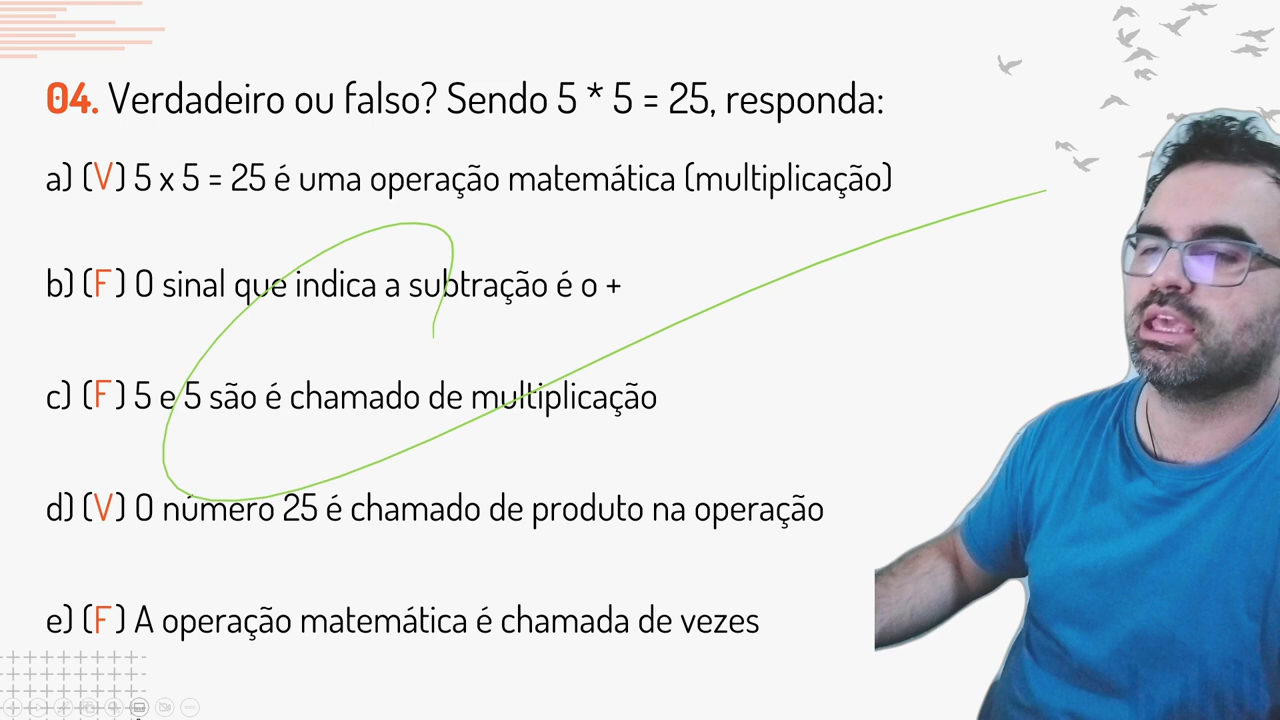 04. Verdadeiro ou falso? Sendo 5 * 5 = 25, responda:
a) (V) 5 x 5 = 25 é uma operação matemática (multiplicação)
b) (F) O sinal que indica a subtração é o +
c) (F) 5 e 5 são é chamado de multiplicação
d) (V) O número 25 é chamado de produto na operação
e) (F) A operação matemática é chamada de vezes